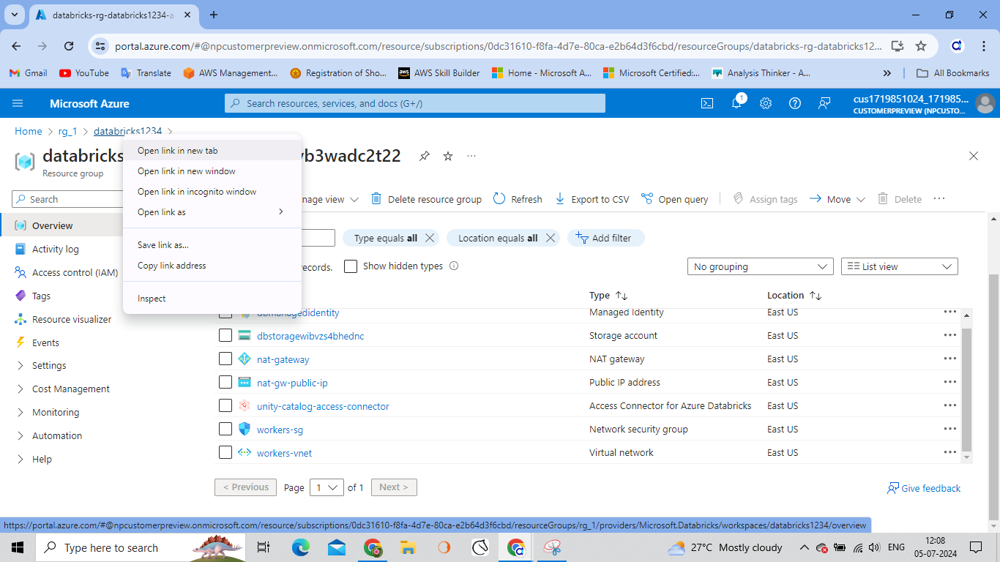 databricks-rg-databricks1234-a
portal.azure.com/#@npcustomerpreview.onmicrosoft.com/resource/subscriptions/0dc31610-f8fa-4d7e-80ca-e2b64d3f6cbd/resourceGroups/databricks-rg-databricks12...
Gmail YouTube Translate AWS Management... Registration of Sho... AWS Skill Builder Home - Microsoft A... Microsoft Certified:... Analysis Thinker - A... All Bookmarks
Microsoft Azure Search resources, services, and docs (G+/) 1 cus1719851024_171985...
CUSTOMERPREVIEW (NPCUSTO...
Home > rg_1 > databricks1234 >
databricks vb3wadc2t22
Resource group
Open link in new tab
Open link in new window
Open link in incognito window
Open link as
Save link as...
Copy link address
Inspect
Search nage view Delete resource group Refresh Export to CSV Open query Assign tags Move Delete
Overview
Activity log
Access control (IAM)
Tags
Resource visualizer
Events
Settings
Cost Management
Monitoring
Automation
Help
Type equals all Location equals all Add filter
records. Show hidden types No grouping List view
Type Location
dbmanagedidentity Managed Identity East US
dbstoragewibvzs4bhednc Storage account East US
nat-gateway NAT gateway East US
nat-gw-public-ip Public IP address East US
unity-catalog-access-connector Access Connector for Azure Databricks East US
workers-sg Network security group East US
workers-vnet Virtual network East US
< Previous Page 1 of 1 Next > Give feedback
https://portal.azure.com/#@npcustomerpreview.onmicrosoft.com/resource/subscriptions/0dc31610-f8fa-4d7e-80ca-e2b64d3f6cbd/resourceGroups/rg_1/providers/Microsoft.Databricks/workspaces/databricks1234/overview
Type here to search 27°C Mostly cloudy ENG 12:08
05-07-2024